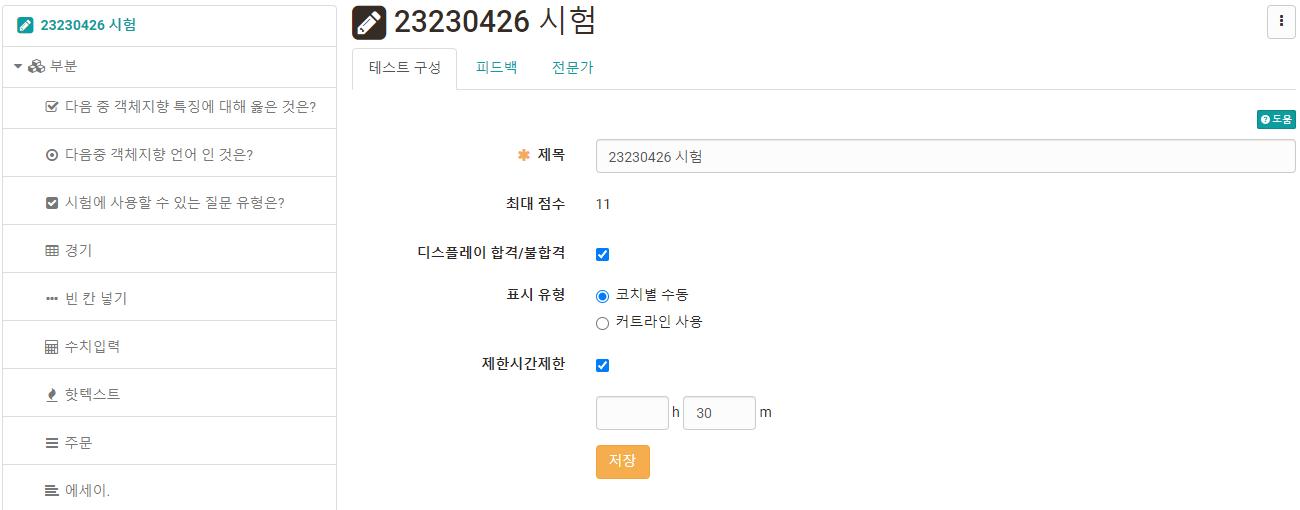 23230426 시험
부분
다음 중 객체지향 특징에 대해 옳은 것은?
다음중 객체지향 언어 인 것은?
시험에 사용할 수 있는 질문 유형은?
경기
빈 칸 넣기
수치입력
핫텍스트
주문
에세이.
23230426 시험
테스트 구성 피드백 전문가
도움
제목 23230426 시험
최대 점수 11
디스플레이 합격/불합격
표시 유형 코치별 수동
커트라인 사용
제한시간제한
h 30 m
저장